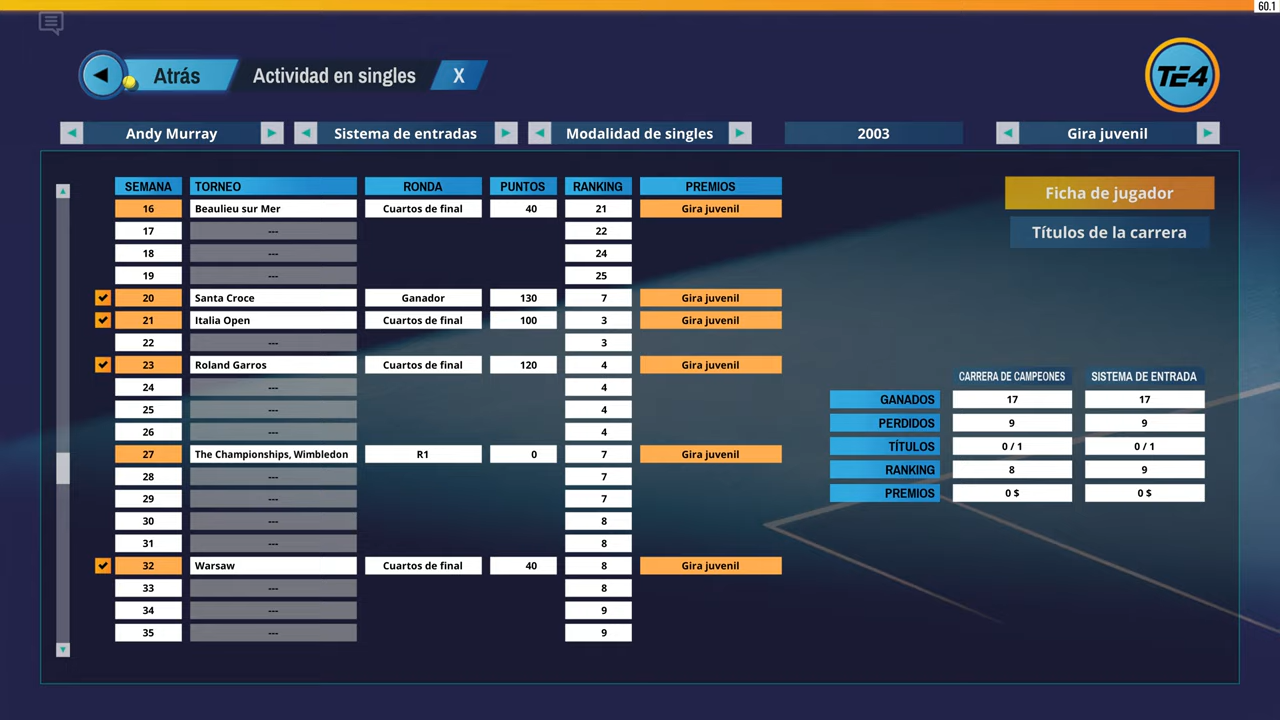 60.1
Atrás Actividad en singles X
TE4
Andy Murray Sistema de entradas Modalidad de singles 2003 Gira juvenil
SEMANA TORNEO RONDA PUNTOS RANKING PREMIOS
16 Beaulieu sur Mer Cuartos de final 40 21 Gira juvenil
17 --- 22
18 --- 24
19 --- 25
20 Santa Croce Ganador 130 7 Gira juvenil
21 Italia Open Cuartos de final 100 3 Gira juvenil
22 --- 3
23 Roland Garros Cuartos de final 120 4 Gira juvenil
24 --- 4
25 --- 4
26 --- 4
27 The Championships, Wimbledon R1 0 7 Gira juvenil
28 --- 7
29 --- 7
30 --- 8
31 --- 8
32 Warsaw Cuartos de final 40 8 Gira juvenil
33 --- 8
34 --- 9
35 --- 9
Ficha de jugador
Títulos de la carrera
CARRERA DE CAMPEONES SISTEMA DE ENTRADA
GANADOS 17 17
PERDIDOS 9 9
TÍTULOS 0 / 1 0 / 1
RANKING 8 9
PREMIOS 0 $ 0 $